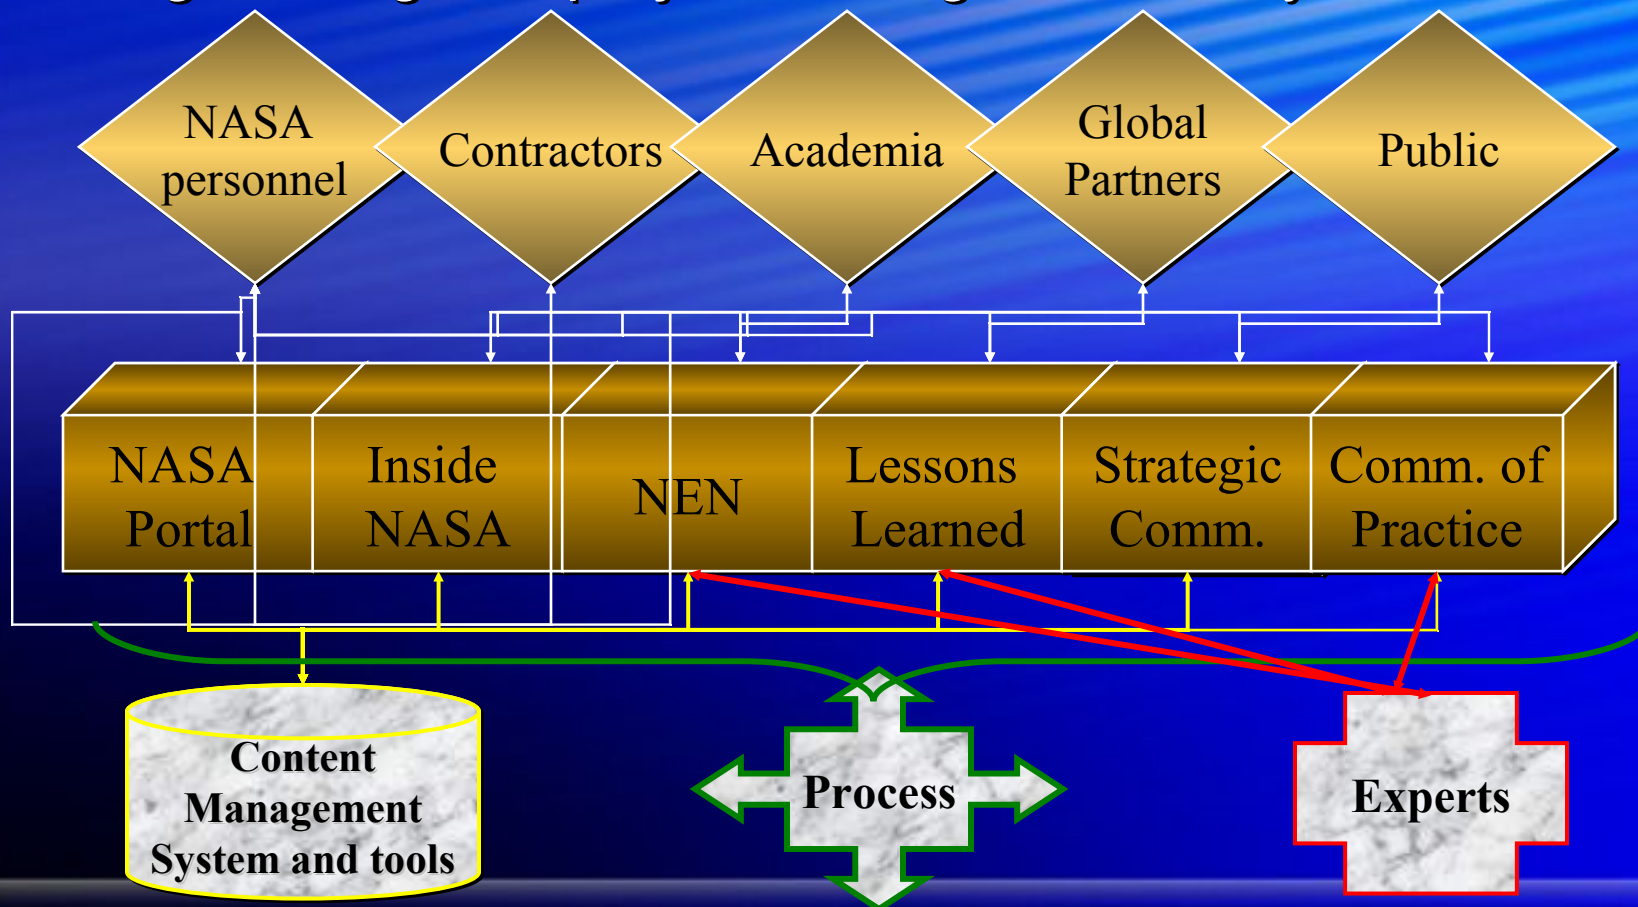 NASA
personnel
Contractors
Academia
Global
Partners
Public
NASA
Portal
Inside
NASA
NEN
Lessons
Learned
Strategic
Comm.
Comm. of
Practice
Content
Management
System and tools
Process
Experts